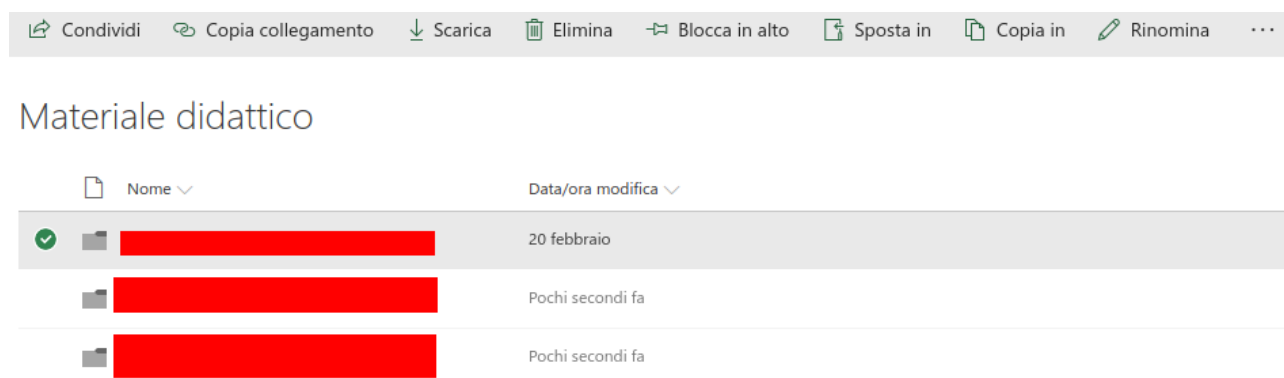 Condividi Copia collegamento Scarica Elimina Blocca in alto Sposta in Copia in Rinomina ...
Materiale didattico
Nome Data/ora modifica
20 febbraio
Pochi secondi fa
Pochi secondi fa